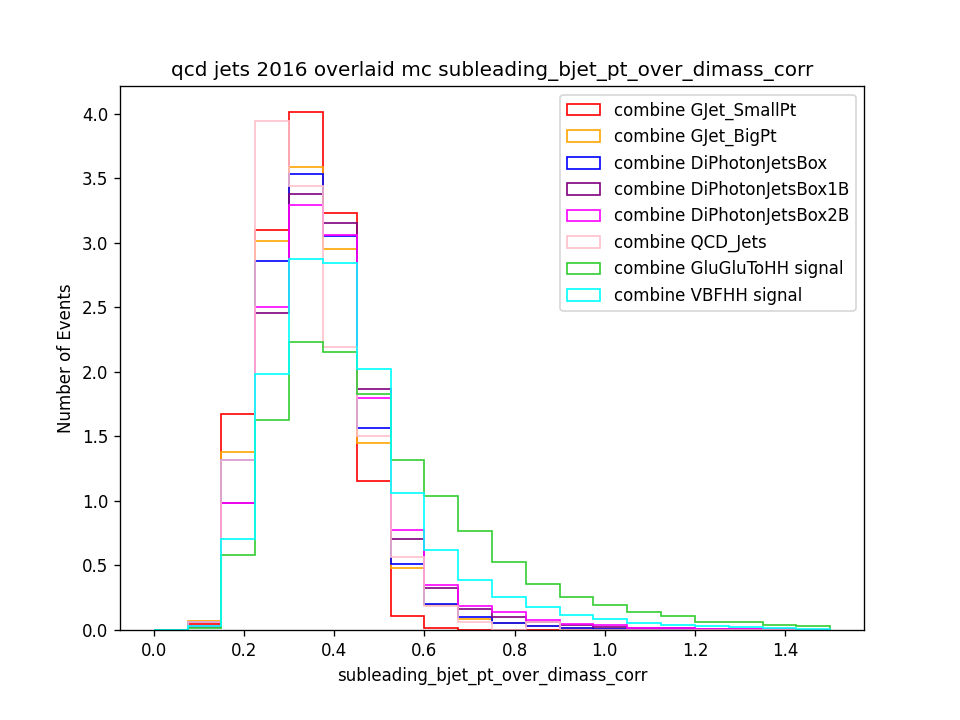 qcd jets 2016 overlaid mc subleading_bjet_pt_over_dimass_corr
combine GJet_SmallPt
combine GJet_BigPt
combine DiPhotonJetsBox
combine DiPhotonJetsBox1B
combine DiPhotonJetsBox2B
combine QCD_Jets
combine GluGluToHH signal
combine VBFHH signal
Number of Events
4.0
3.5
3.0
2.5
2.0
1.5
1.0
0.5
0.0
0.0 0.2 0.4 0.6 0.8 1.0 1.2 1.4
subleading_bjet_pt_over_dimass_corr